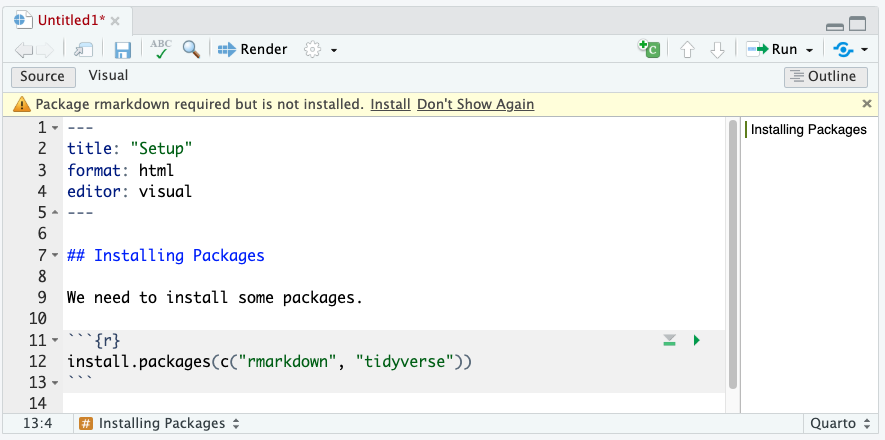 Untitled1*
ABC Render C Run
Source Visual Outline
Package rmarkdown required but is not installed. Install Don't Show Again
1 ---
2 title: "Setup"
3 format: html
4 editor: visual
5 ---
6
7 ## Installing Packages
8
9 We need to install some packages.
10
11 ```{r}
12 install.packages(c("rmarkdown", "tidyverse"))
13 ```
14
Installing Packages
13:4 # Installing Packages Quarto